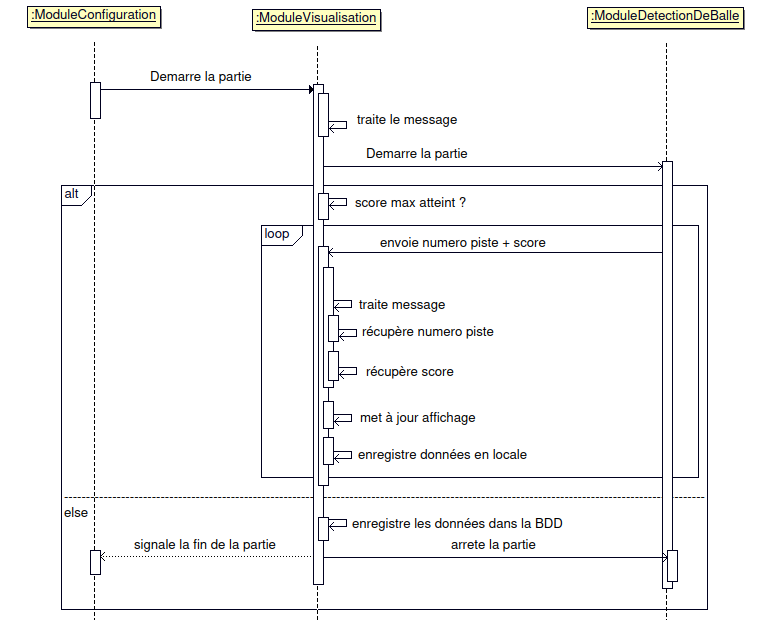 :ModuleConfiguration
:ModuleVisualisation
:ModuleDetectionDeBalle
Demarre la partie
traite le message
Demarre la partie
alt
score max atteint ?
loop
envoie numero piste + score
traite message
récupère numero piste
récupère score
met à jour affichage
enregistre données en locale
else
enregistre les données dans la BDD
signale la fin de la partie
arrete la partie